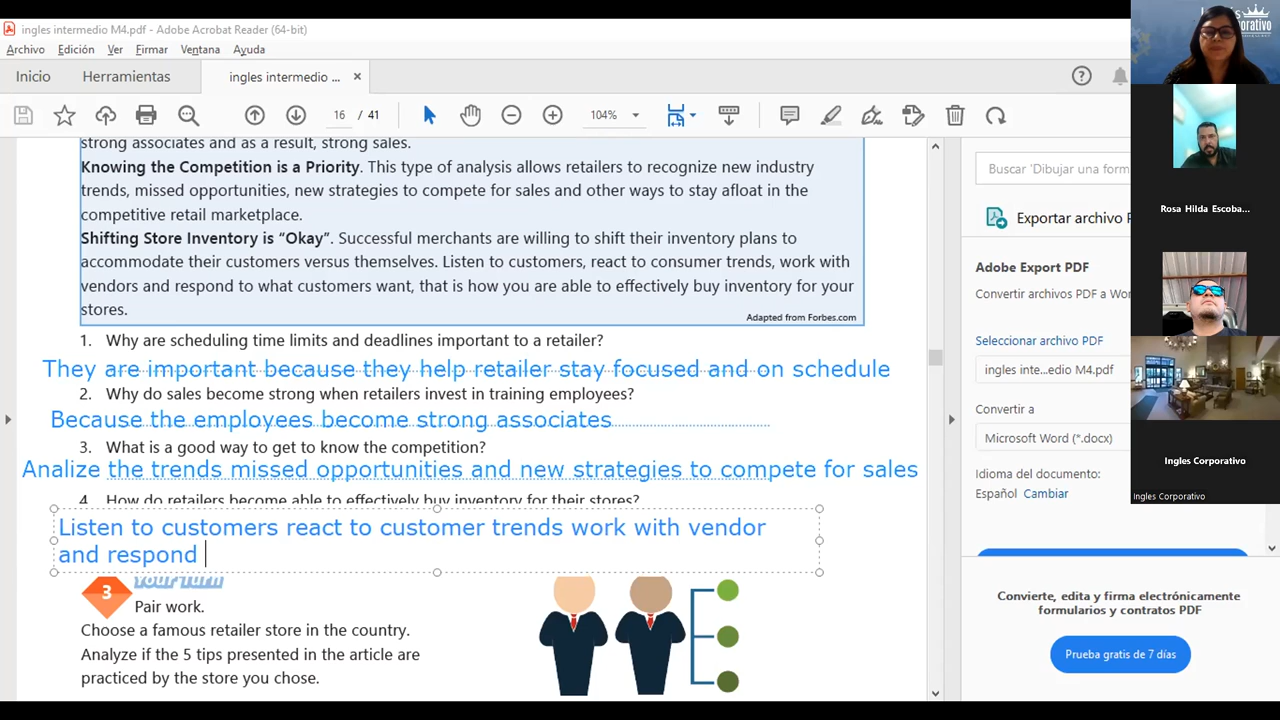 ingles intermedio M4.pdf - Adobe Acrobat Reader (64-bit)
Archivo Edición Ver Firmar Ventana Ayuda
Inicio Herramientas ingles intermedio ... ×
16 / 41 104%
strong associates and as a result, strong sales.
Knowing the Competition is a Priority. This type of analysis allows retailers to recognize new industry
trends, missed opportunities, new strategies to compete for sales and other ways to stay afloat in the
competitive retail marketplace.
Shifting Store Inventory is “Okay”. Successful merchants are willing to shift their inventory plans to
accommodate their customers versus themselves. Listen to customers, react to consumer trends, work with
vendors and respond to what customers want, that is how you are able to effectively buy inventory for your
stores.
Adapted from Forbes.com
1. Why are scheduling time limits and deadlines important to a retailer?
They are important because they help retailer stay focused and on schedule
2. Why do sales become strong when retailers invest in training employees?
Because the employees become strong associates
3. What is a good way to get to know the competition?
Analize the trends missed opportunities and new strategies to compete for sales
4. How do retailers become able to effectively buy inventory for their stores?
Listen to customers react to customer trends work with vendor
and respond
3 Your Turn
Pair work.
Choose a famous retailer store in the country.
Analyze if the 5 tips presented in the article are
practiced by the store you chose.
Buscar 'Dibujar una form
Exportar archivo P
Adobe Export PDF
Convertir archivos PDF a Wor
Seleccionar archivo PDF
ingles inte...edio M4.pdf
Convertir a
Microsoft Word (*.docx)
Idioma del documento:
Español Cambiar
Convierte, edita y firma electrónicamente
formularios y contratos PDF
Prueba gratis de 7 días
Rosa Hilda Escoba...
Ingles Corporativo
Ingles Corporativo